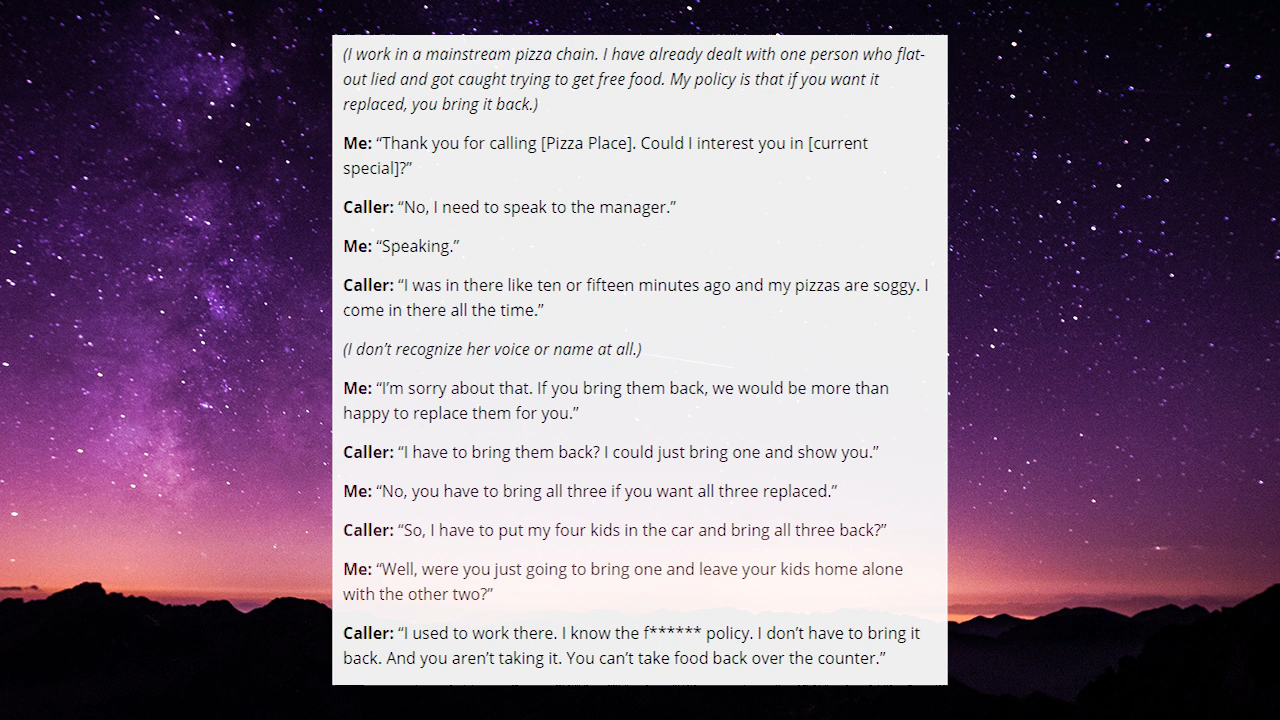 (I work in a mainstream pizza chain. I have already dealt with one person who flat-
out lied and got caught trying to get free food. My policy is that if you want it
replaced, you bring it back.)
Me: “Thank you for calling [Pizza Place]. Could I interest you in [current
special]?”
Caller: “No, I need to speak to the manager.”
Me: “Speaking.”
Caller: “I was in there like ten or fifteen minutes ago and my pizzas are soggy. I
come in there all the time.”
(I don’t recognize her voice or name at all.)
Me: “I’m sorry about that. If you bring them back, we would be more than
happy to replace them for you.”
Caller: “I have to bring them back? I could just bring one and show you.”
Me: “No, you have to bring all three if you want all three replaced.”
Caller: “So, I have to put my four kids in the car and bring all three back?”
Me: “Well, were you just going to bring one and leave your kids home alone
with the other two?”
Caller: “I used to work there. I know the f****** policy. I don’t have to bring it
back. And you aren’t taking it. You can’t take food back over the counter.”